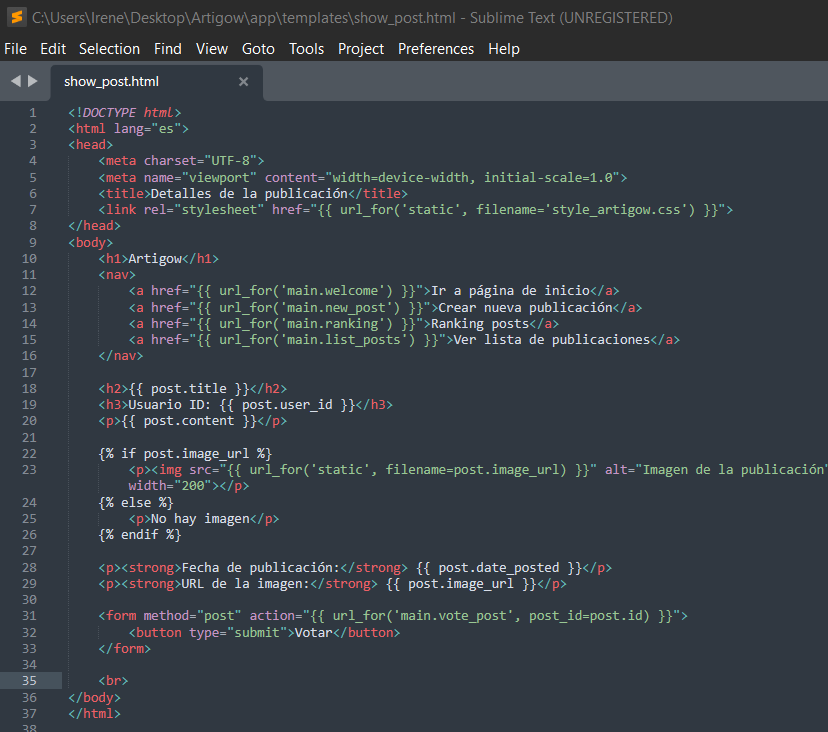 C:\Users\Irene\Desktop\Artigow\app\templates\show_post.html - Sublime Text (UNREGISTERED)
File Edit Selection Find View Goto Tools Project Preferences Help
show_post.html
1 <!DOCTYPE html>
2 <html lang="es">
3 <head>
4 <meta charset="UTF-8">
5 <meta name="viewport" content="width=device-width, initial-scale=1.0">
6 <title>Detalles de la publicación</title>
7 <link rel="stylesheet" href="{{ url_for('static', filename='style_artigow.css') }}">
8 </head>
9 <body>
10 <h1>Artigow</h1>
11 <nav>
12 <a href="{{ url_for('main.welcome') }}">Ir a página de inicio</a>
13 <a href="{{ url_for('main.new_post') }}">Crear nueva publicación</a>
14 <a href="{{ url_for('main.ranking') }}">Ranking posts</a>
15 <a href="{{ url_for('main.list_posts') }}">Ver lista de publicaciones</a>
16 </nav>
17
18 <h2>{{ post.title }}</h2>
19 <h3>Usuario ID: {{ post.user_id }}</h3>
20 <p>{{ post.content }}</p>
21
22 {% if post.image_url %}
23 <p><img src="{{ url_for('static', filename=post.image_url) }}" alt="Imagen de la publicación"
width="200"></p>
24 {% else %}
25 <p>No hay imagen</p>
26 {% endif %}
27
28 <p><strong>Fecha de publicación:</strong> {{ post.date_posted }}</p>
29 <p><strong>URL de la imagen:</strong> {{ post.image_url }}</p>
30
31 <form method="post" action="{{ url_for('main.vote_post', post_id=post.id) }}">
32 <button type="submit">Votar</button>
33 </form>
34
35 <br>
36 </body>
37 </html>
38